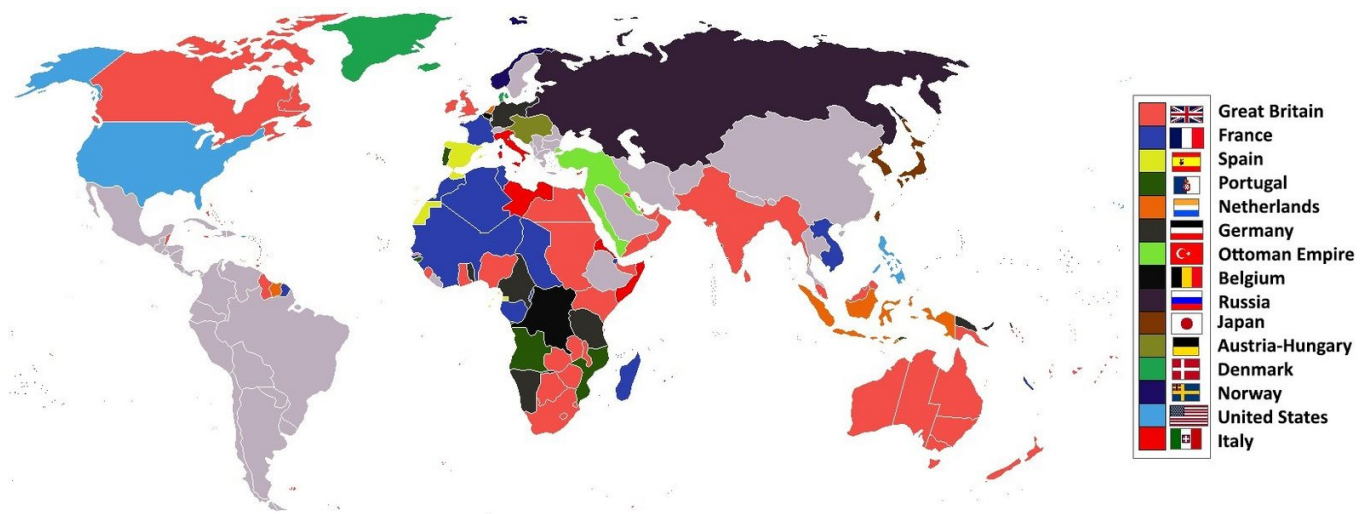 Great Britain
France
Spain
Portugal
Netherlands
Germany
Ottoman Empire
Belgium
Russia
Japan
Austria-Hungary
Denmark
Norway
United States
Italy